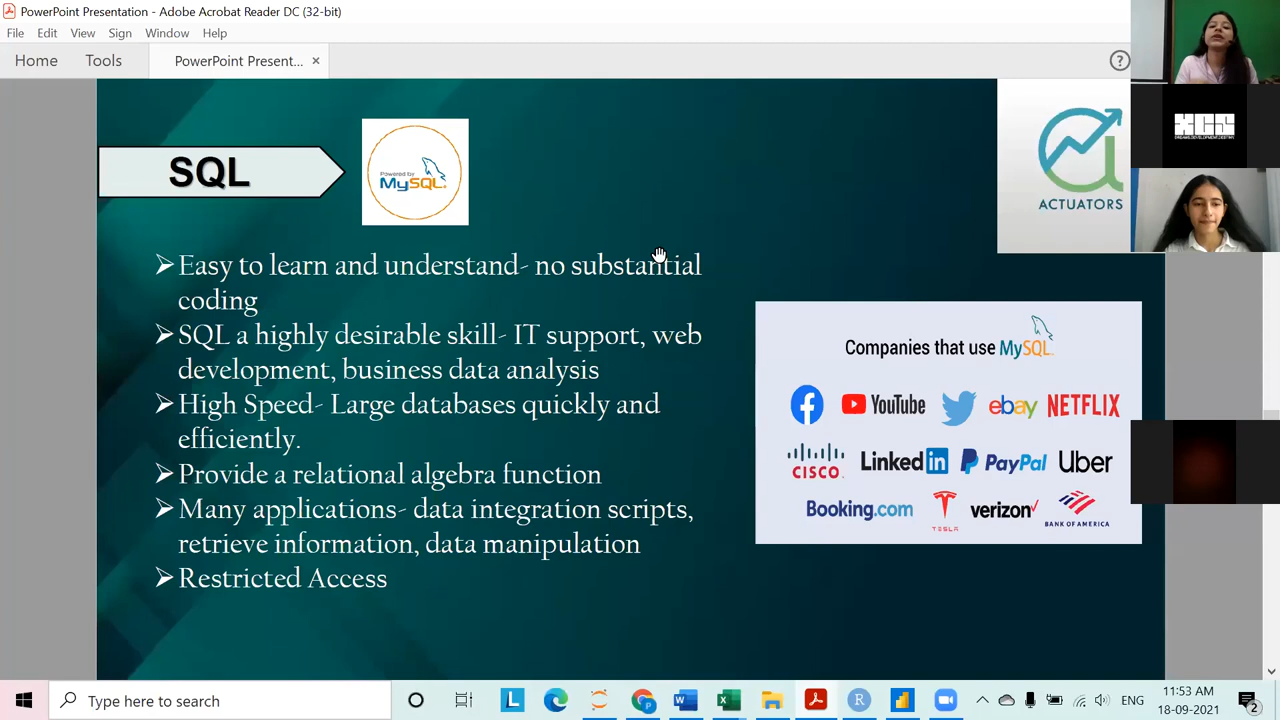 PowerPoint Presentation - Adobe Acrobat Reader DC (32-bit)
File Edit View Sign Window Help
Home Tools PowerPoint Present... ×
?
SQL
Powered by
MySQL
ACTUATORS
XCS
➢Easy to learn and understand- no substantial
coding
➢SQL a highly desirable skill- IT support, web
development, business data analysis
➢High Speed- Large databases quickly and
efficiently.
➢Provide a relational algebra function
➢Many applications- data integration scripts,
retrieve information, data manipulation
➢Restricted Access
Companies that use MySQL
YouTube ebay NETFLIX
CISCO LinkedIn PayPal Uber
Booking.com TESLA verizon BANK OF AMERICA
Type here to search
ENG
11:53 AM
18-09-2021
2